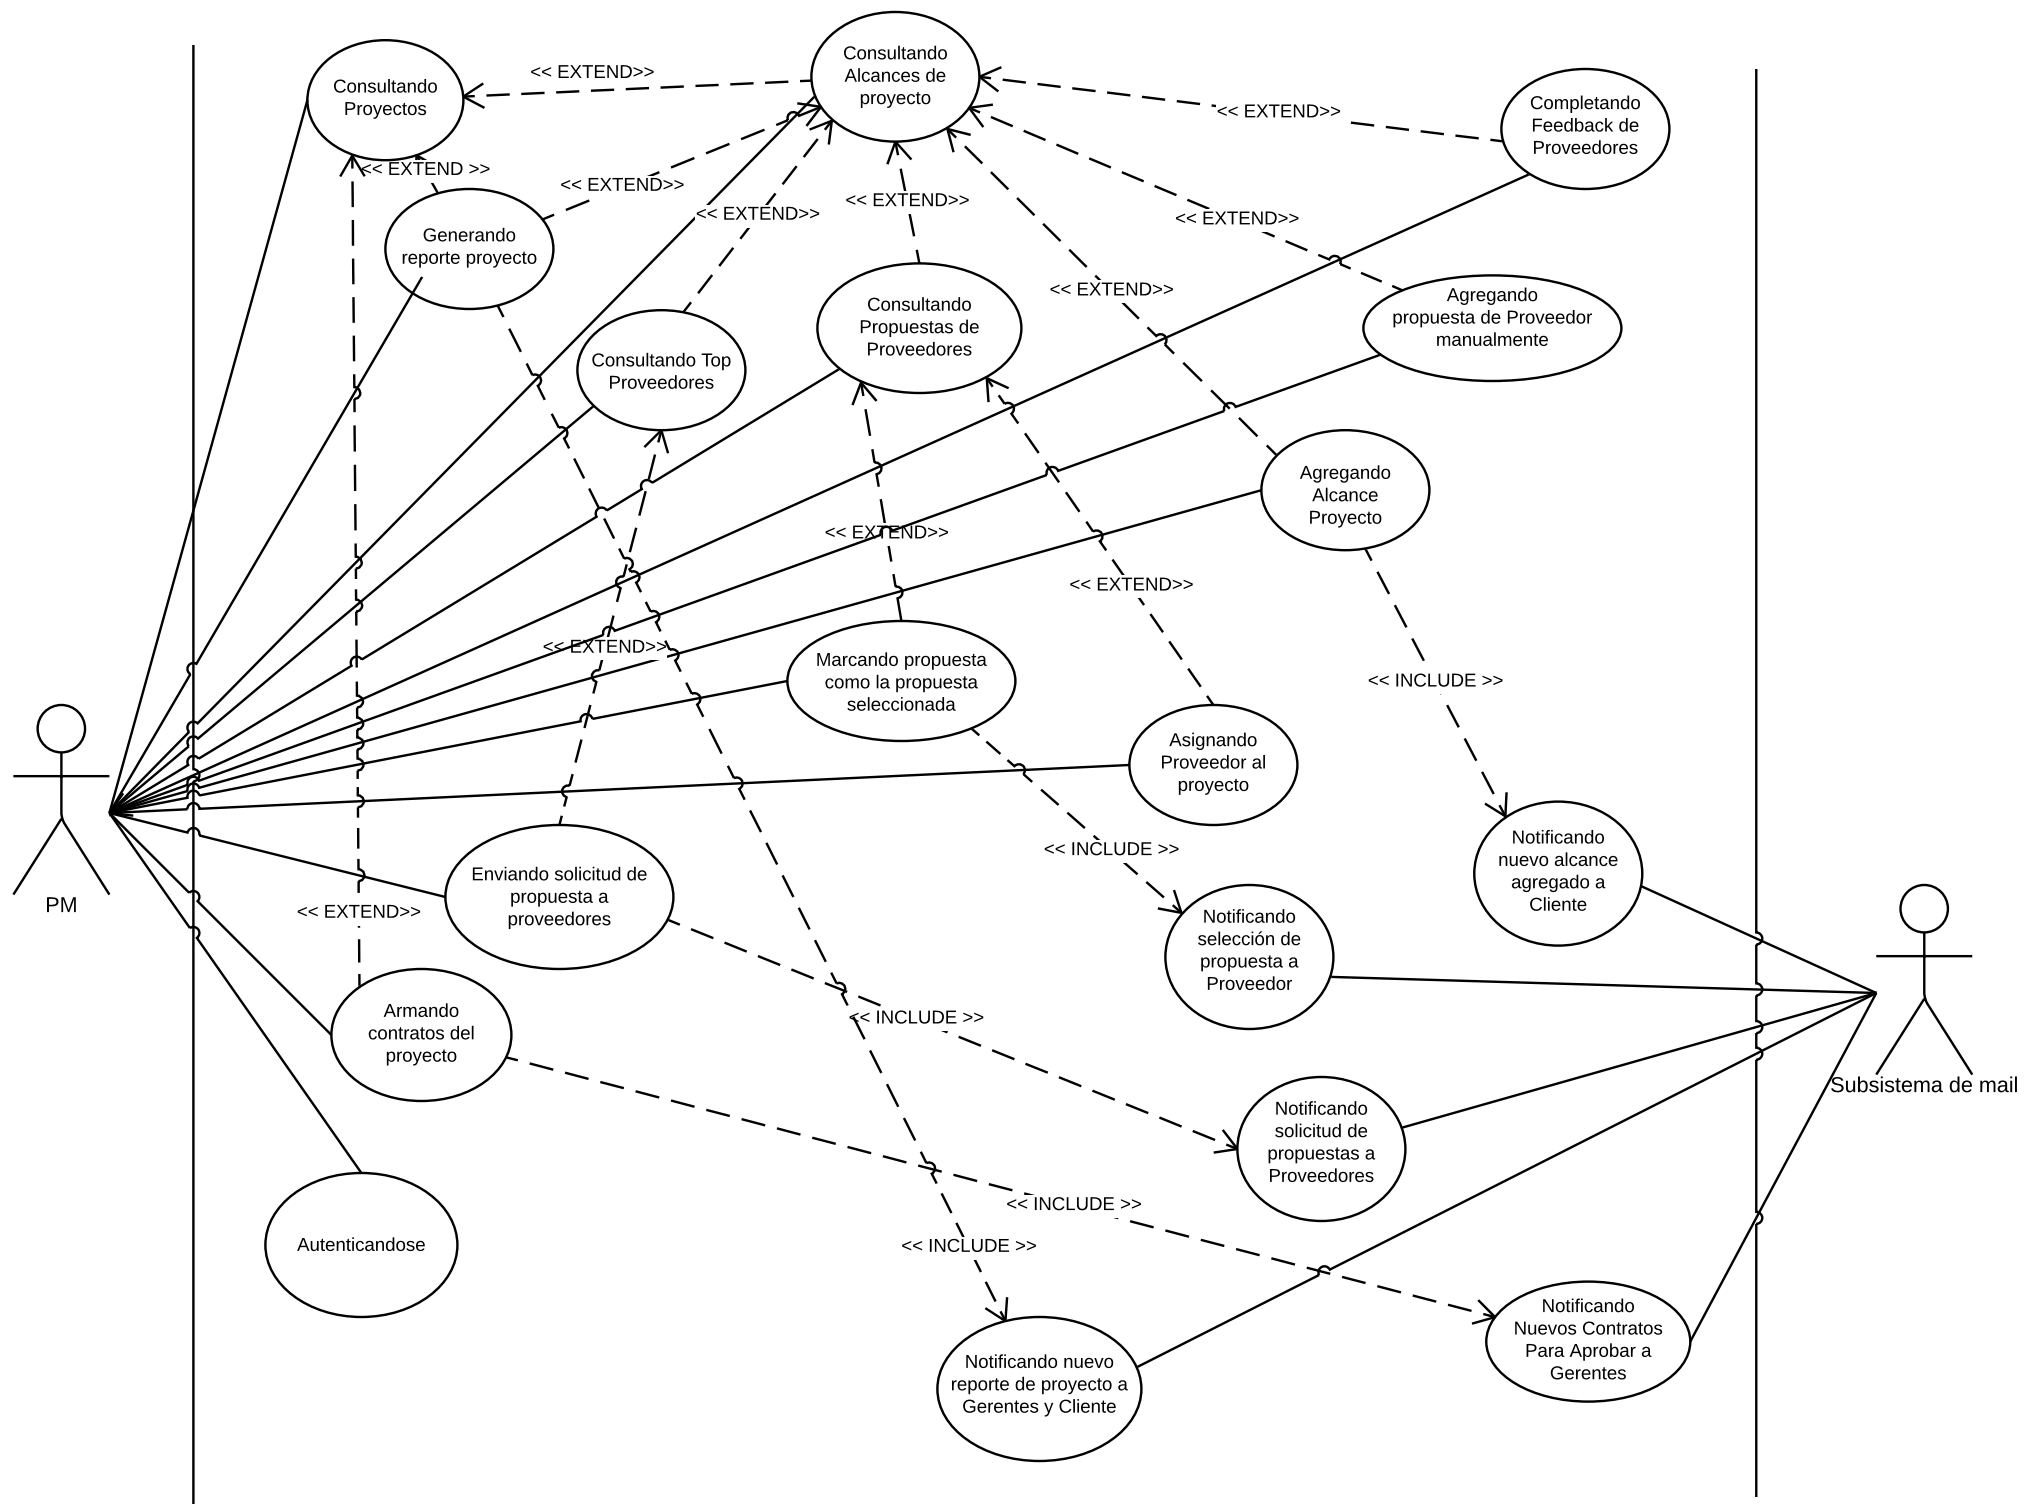 Consultando
Proyectos
<< EXTEND>>
Consultando
Alcances de
proyecto
<< EXTEND>>
Completando
Feedback de
Proveedores
<< EXTEND >>
<< EXTEND>>
<< EXTEND>>
<< EXTEND>>
<< EXTEND>>
Generando
reporte proyecto
<< EXTEND>>
Agregando
propuesta de Proveedor
manualmente
Consultando
Propuestas de
Proveedores
Consultando Top
Proveedores
Agregando
Alcance
Proyecto
<< EXTEND>>
<< EXTEND>>
<< EXTEND>>
Marcando propuesta
como la propuesta
seleccionada
<< INCLUDE >>
Asignando
Proveedor al
proyecto
<< INCLUDE >>
Notificando
nuevo alcance
agregado a
Cliente
Enviando solicitud de
propuesta a
proveedores
PM
<< EXTEND>>
Notificando
selección de
propuesta a
Proveedor
Armando
contratos del
proyecto
<< INCLUDE >>
Subsistema de mail
Notificando
solicitud de
propuestas a
Proveedores
<< INCLUDE >>
Autenticandose
<< INCLUDE >>
Notificando
Nuevos Contratos
Para Aprobar a
Gerentes
Notificando nuevo
reporte de proyecto a
Gerentes y Cliente